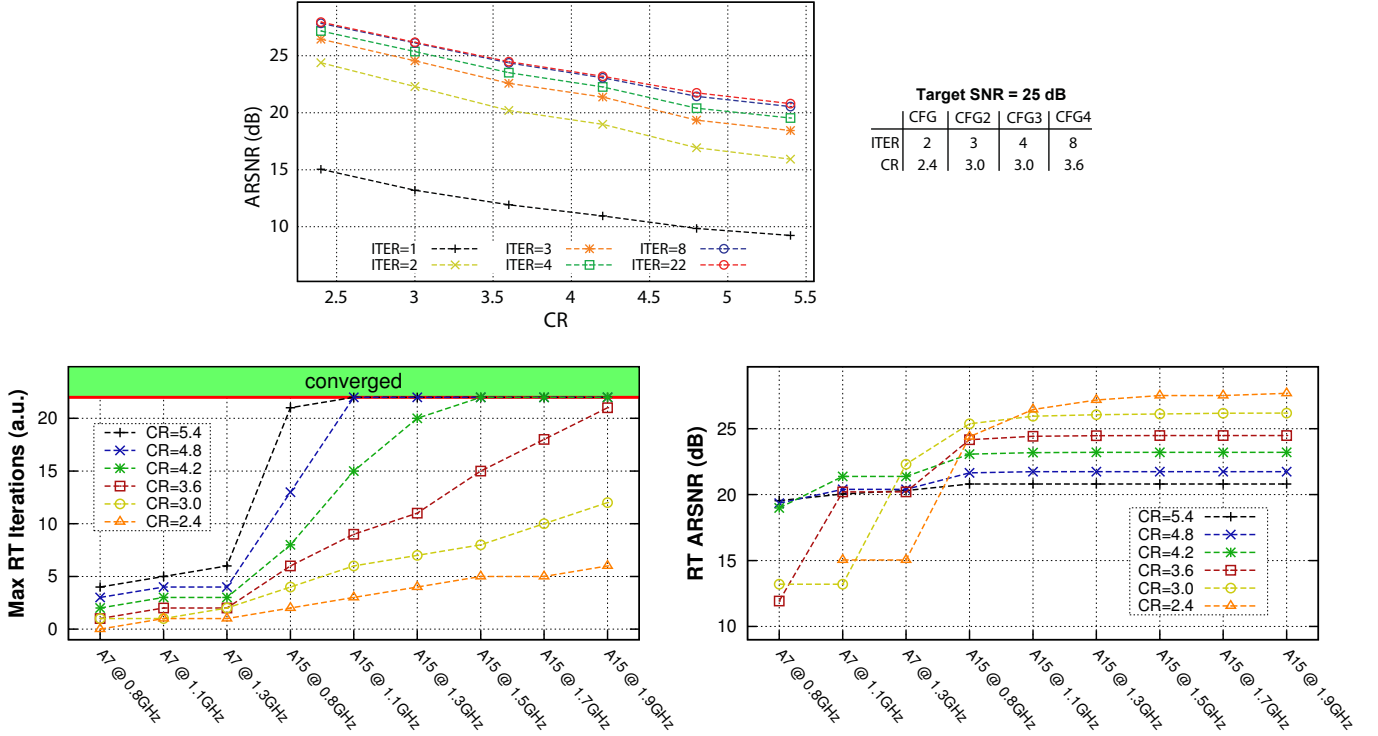 25
20
15
10
ARSNR (dB)
ITER=1 ITER=3 ITER=8
ITER=2 ITER=4 ITER=22
2.5 3 3.5 4 4.5 5 5.5
CR
Target SNR = 25 dB
CFG CFG2 CFG3 CFG4
ITER 2 3 4 8
CR 2.4 3.0 3.0 3.6
converged
20
15
10
5
0
Max RT Iterations (a.u.)
CR=5.4
CR=4.8
CR=4.2
CR=3.6
CR=3.0
CR=2.4
A7 @ 0.8GHz
A7 @ 1.1GHz
A7 @ 1.3GHz
A15 @ 0.8GHz
A15 @ 1.1GHz
A15 @ 1.3GHz
A15 @ 1.5GHz
A15 @ 1.7GHz
A15 @ 1.9GHz
25
20
15
10
RT ARSNR (dB)
CR=5.4
CR=4.8
CR=4.2
CR=3.6
CR=3.0
CR=2.4
A7 @ 0.8GHz
A7 @ 1.1GHz
A7 @ 1.3GHz
A15 @ 0.8GHz
A15 @ 1.1GHz
A15 @ 1.3GHz
A15 @ 1.5GHz
A15 @ 1.7GHz
A15 @ 1.9GHz